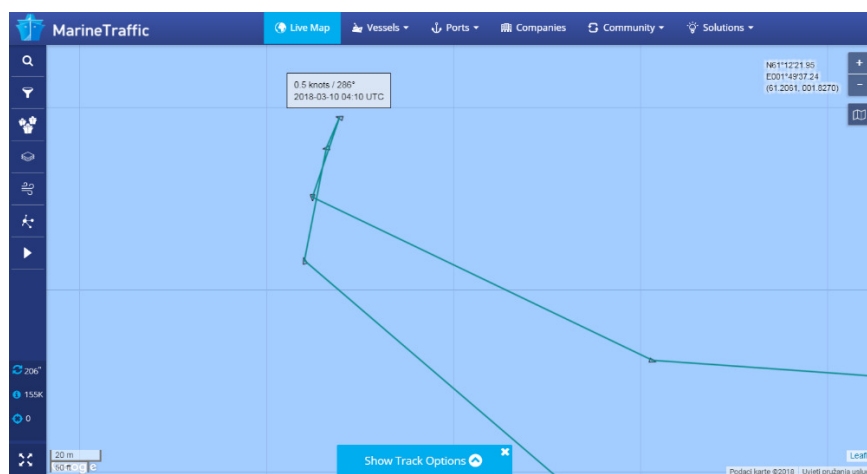 MarineTraffic
Live Map
Vessels
Ports
Companies
Community
Solutions
0.5 knots / 286°
2018-03-10 04:10 UTC
N61°12'21.95
E001°49'37.24
(61.2061, 001.8270)
+
−
206"
155K
0
20 m
Show Track Options
Podaci karte ©2018
Uvjeti pružanja uslu